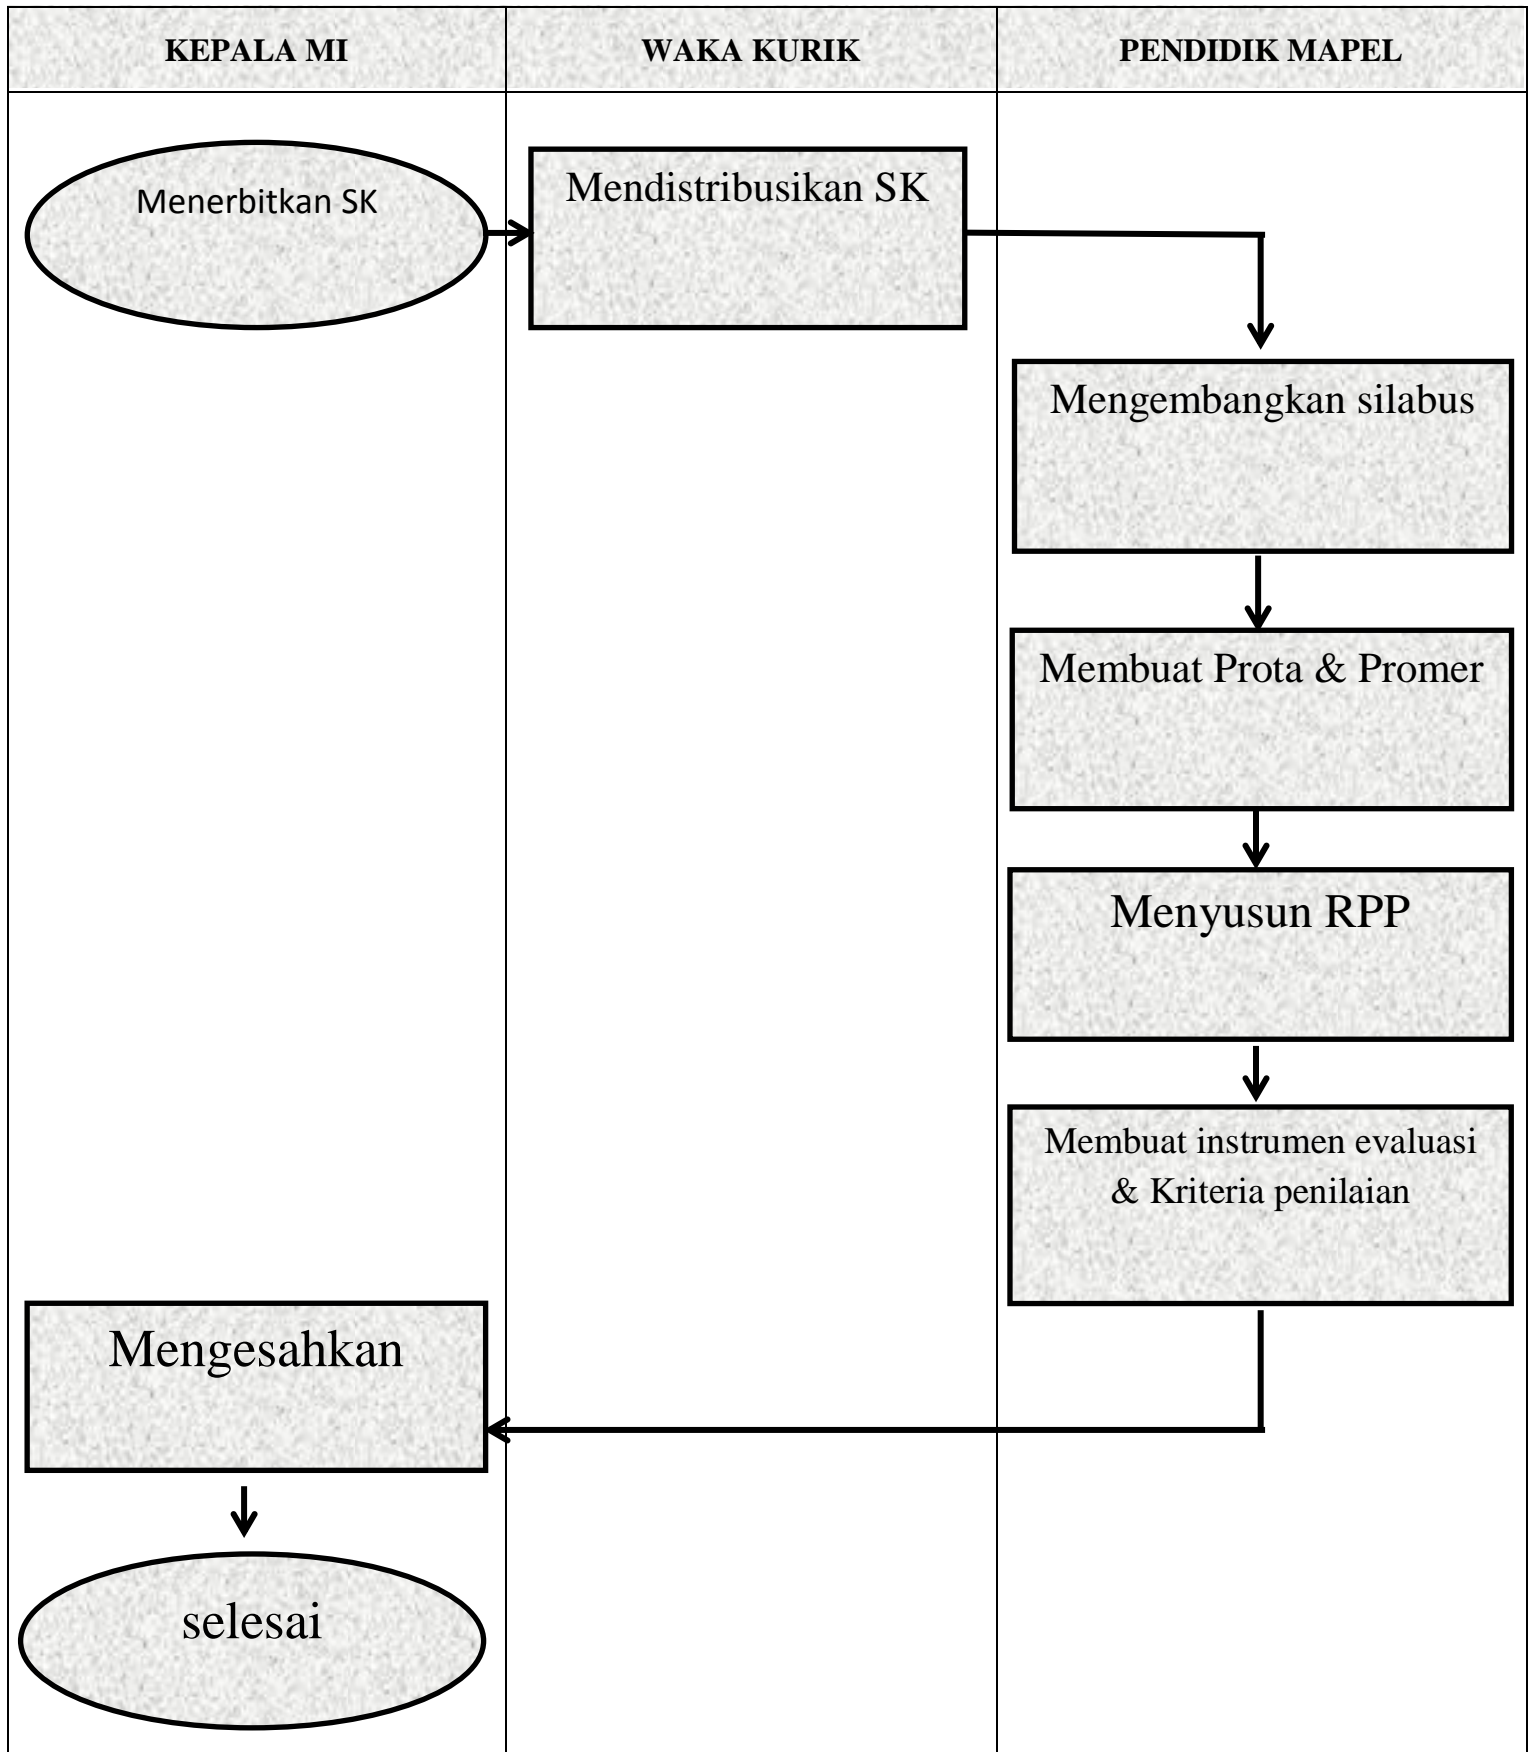 KEPALA MI
WAKA KURIK
PENDIDIK MAPEL
Menerbitkan SK
Mendistribusikan SK
Mengembangkan silabus
Membuat Prota & Promer
Menyusun RPP
Membuat instrumen evaluasi
& Kriteria penilaian
Mengesahkan
selesai